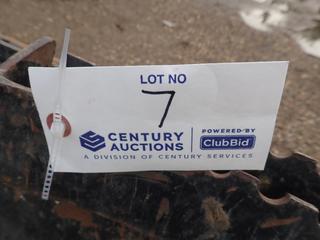 LOT NO
7
CENTURY AUCTIONS
POWERED BY ClubBid
A DIVISION OF CENTURY SERVICES